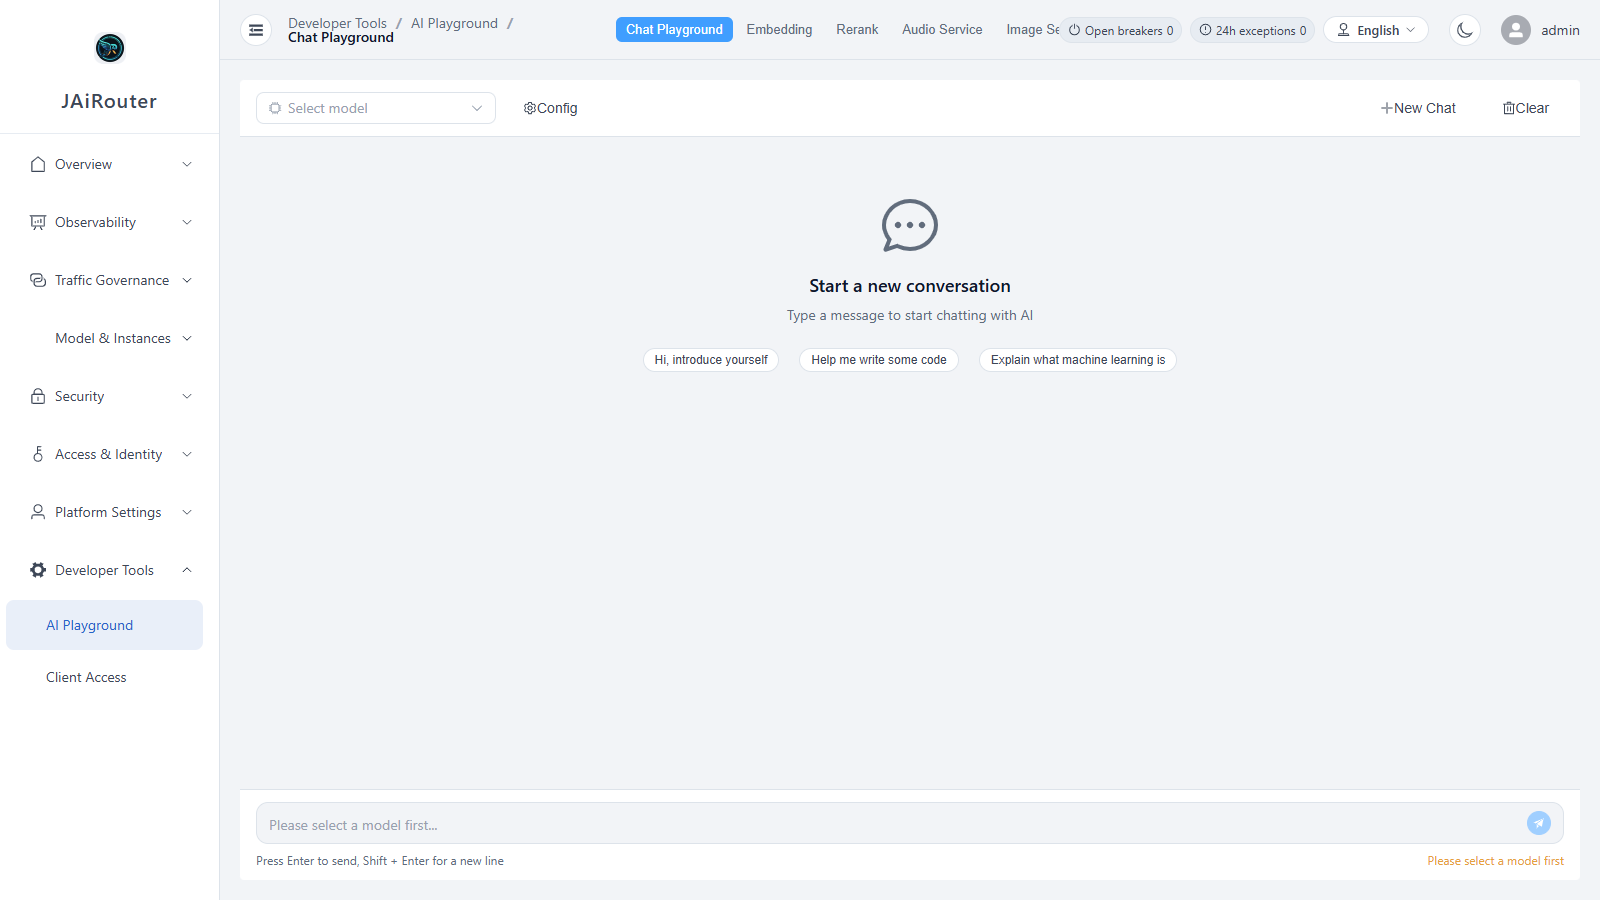 JAiRouter
Overview
Observability
Traffic Governance
Model & Instances
Security
Access & Identity
Platform Settings
Developer Tools
AI Playground
Client Access
Developer Tools / AI Playground /
Chat Playground
Chat Playground Embedding Rerank Audio Service Image Se
Open breakers 0 24h exceptions 0 English admin
Select model Config New Chat Clear
Start a new conversation
Type a message to start chatting with AI
Hi, introduce yourself Help me write some code Explain what machine learning is
Please select a model first...
Press Enter to send, Shift + Enter for a new line Please select a model first